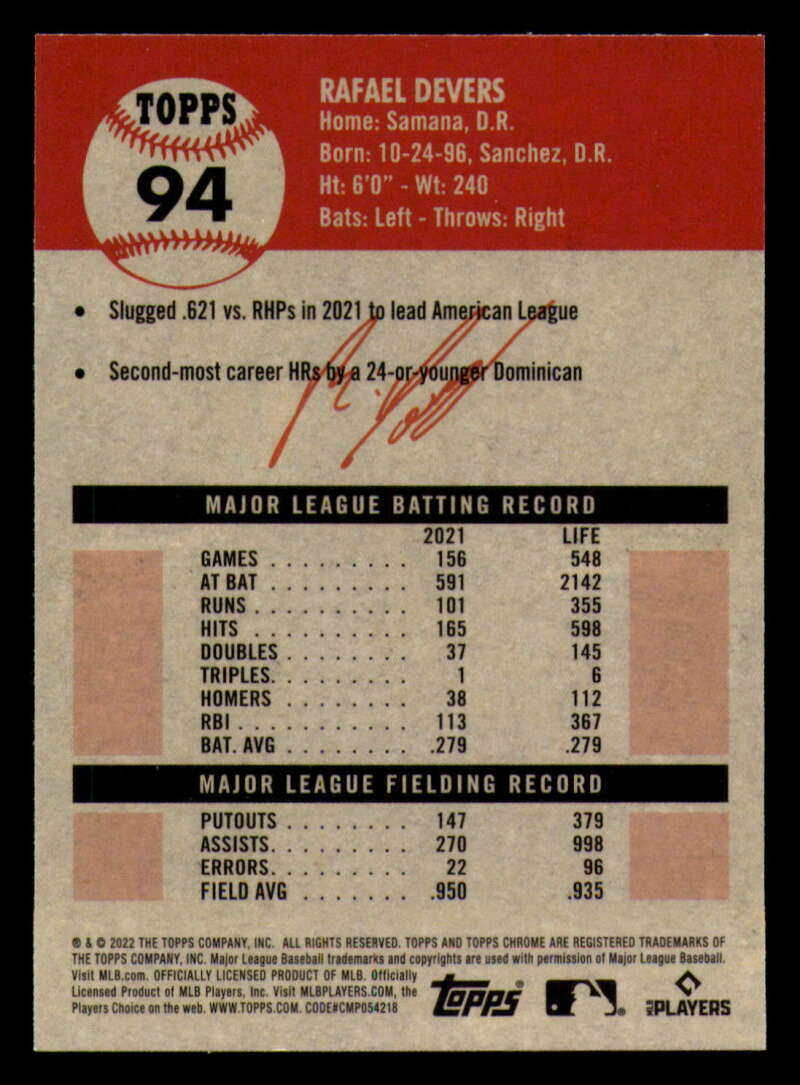 TOPPS
94
RAFAEL DEVERS
Home: Samana, D.R.
Born: 10-24-96, Sanchez, D.R.
Ht: 6'0" - Wt: 240
Bats: Left - Throws: Right
• Slugged .621 vs. RHPs in 2021 to lead American League
• Second-most career HRs by a 24-or-younger Dominican
MAJOR LEAGUE BATTING RECORD
2021 LIFE
GAMES . . . . . . . . . 156 548
AT BAT . . . . . . . . . 591 2142
RUNS . . . . . . . . . . 101 355
HITS . . . . . . . . . . 165 598
DOUBLES . . . . . . . . 37 145
TRIPLES. . . . . . . . . 1 6
HOMERS . . . . . . . . 38 112
RBI . . . . . . . . . . . 113 367
BAT. AVG . . . . . . . . .279 .279
MAJOR LEAGUE FIELDING RECORD
PUTOUTS . . . . . . . . 147 379
ASSISTS. . . . . . . . . 270 998
ERRORS. . . . . . . . . 22 96
FIELD AVG . . . . . . . .950 .935
® & © 2022 THE TOPPS COMPANY, INC. ALL RIGHTS RESERVED. TOPPS AND TOPPS CHROME ARE REGISTERED TRADEMARKS OF
THE TOPPS COMPANY, INC. Major League Baseball trademarks and copyrights are used with permission of Major League Baseball.
Visit MLB.com. OFFICIALLY LICENSED PRODUCT OF MLB. Officially
Licensed Product of MLB Players, Inc. Visit MLBPLAYERS.COM, the
Players Choice on the web. WWW.TOPPS.COM. CODE#CMP054218
topps®
MLB PLAYERS